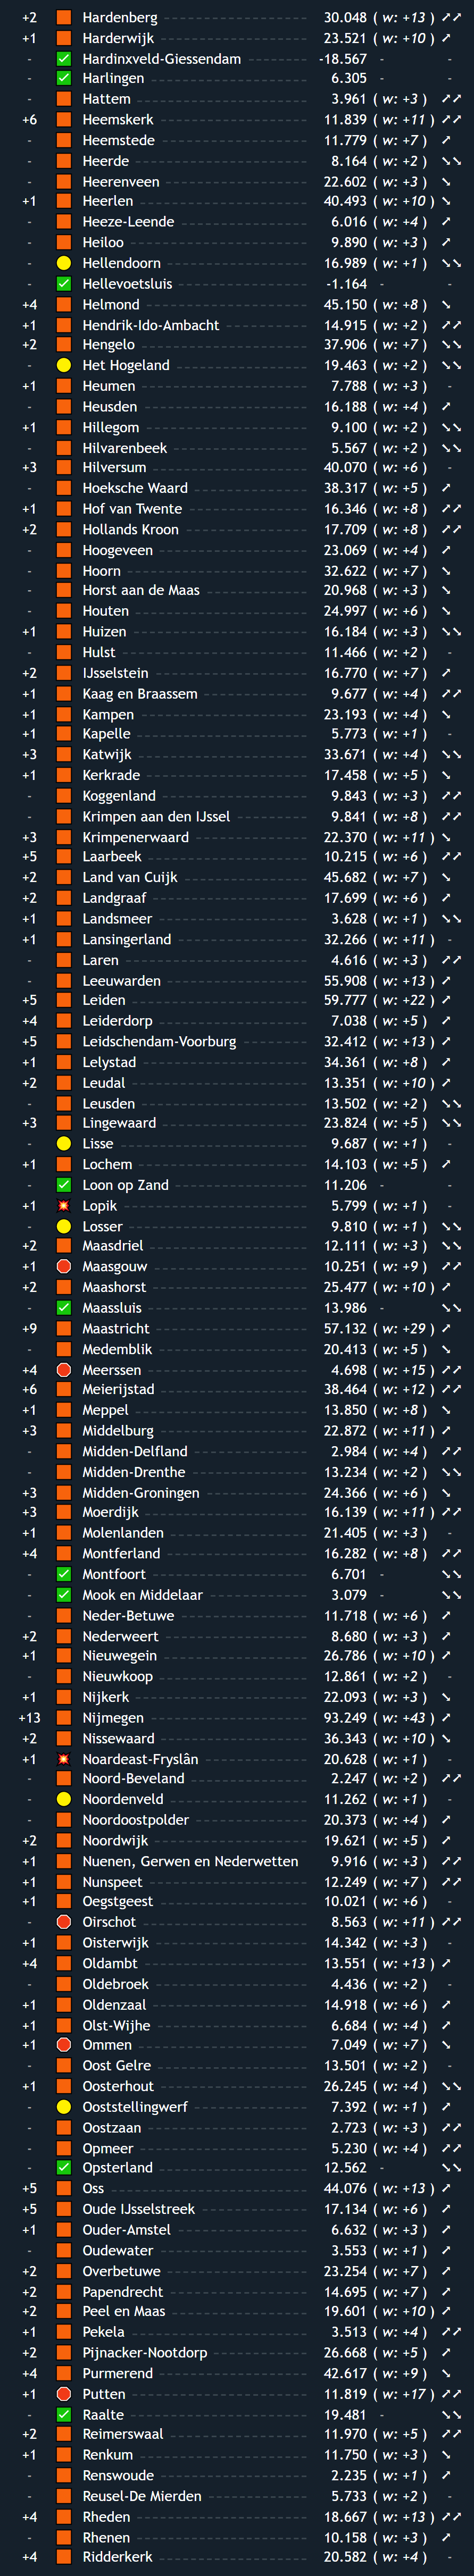 +2 Hardenberg 30.048 ( w: +13 )
+1 Harderwijk 23.521 ( w: +10 )
- Hardinxveld-Giessendam -18.567 - -
- Harlingen 6.305 - -
- Hattem 3.961 ( w: +3 )
+6 Heemskerk 11.839 ( w: +11 )
- Heemstede 11.779 ( w: +7 )
- Heerde 8.164 ( w: +2 )
- Heerenveen 22.602 ( w: +3 )
+1 Heerlen 40.493 ( w: +10 )
- Heeze-Leende 6.016 ( w: +4 )
- Heiloo 9.890 ( w: +3 )
- Hellendoorn 16.989 ( w: +1 )
- Hellevoetsluis -1.164 - -
+4 Helmond 45.150 ( w: +8 )
+1 Hendrik-Ido-Ambacht 14.915 ( w: +2 )
+2 Hengelo 37.906 ( w: +7 )
- Het Hogeland 19.463 ( w: +2 )
+1 Heumen 7.788 ( w: +3 ) -
- Heusden 16.188 ( w: +4 )
+1 Hillegom 9.100 ( w: +2 )
- Hilvarenbeek 5.567 ( w: +2 )
+3 Hilversum 40.070 ( w: +6 ) -
- Hoeksche Waard 38.317 ( w: +5 )
+1 Hof van Twente 16.346 ( w: +8 )
+2 Hollands Kroon 17.709 ( w: +8 )
- Hoogeveen 23.069 ( w: +4 )
- Hoorn 32.622 ( w: +7 )
- Horst aan de Maas 20.968 ( w: +3 )
- Houten 24.997 ( w: +6 )
+1 Huizen 16.184 ( w: +3 )
- Hulst 11.466 ( w: +2 ) -
+2 IJsselstein 16.770 ( w: +7 )
+1 Kaag en Braassem 9.677 ( w: +4 )
+1 Kampen 23.193 ( w: +4 )
+1 Kapelle 5.773 ( w: +1 ) -
+3 Katwijk 33.671 ( w: +4 )
+1 Kerkrade 17.458 ( w: +5 )
- Koggenland 9.843 ( w: +3 )
- Krimpen aan den IJssel 9.841 ( w: +8 )
+3 Krimpenerwaard 22.370 ( w: +11 )
+5 Laarbeek 10.215 ( w: +6 )
+2 Land van Cuijk 45.682 ( w: +7 )
+2 Landgraaf 17.699 ( w: +6 )
+1 Landsmeer 3.628 ( w: +1 )
+1 Lansingerland 32.266 ( w: +11 ) -
- Laren 4.616 ( w: +3 )
- Leeuwarden 55.908 ( w: +13 )
+5 Leiden 59.777 ( w: +22 )
+4 Leiderdorp 7.038 ( w: +5 )
+5 Leidschendam-Voorburg 32.412 ( w: +13 )
+1 Lelystad 34.361 ( w: +8 )
+2 Leudal 13.351 ( w: +10 )
- Leusden 13.502 ( w: +2 )
+3 Lingewaard 23.824 ( w: +5 )
- Lisse 9.687 ( w: +1 ) -
+1 Lochem 14.103 ( w: +5 )
- Loon op Zand 11.206 - -
+1 Lopik 5.799 ( w: +1 ) -
- Losser 9.810 ( w: +1 )
+2 Maasdriel 12.111 ( w: +3 )
+1 Maasgouw 10.251 ( w: +9 )
+2 Maashorst 25.477 ( w: +10 )
- Maassluis 13.986 -
+9 Maastricht 57.132 ( w: +29 )
- Medemblik 20.413 ( w: +5 )
+4 Meerssen 4.698 ( w: +15 )
+6 Meierijstad 38.464 ( w: +12 )
+1 Meppel 13.850 ( w: +8 )
+3 Middelburg 22.872 ( w: +11 )
- Midden-Delfland 2.984 ( w: +4 )
- Midden-Drenthe 13.234 ( w: +2 )
+3 Midden-Groningen 24.366 ( w: +6 )
+3 Moerdijk 16.139 ( w: +11 )
+1 Molenlanden 21.405 ( w: +3 ) -
+4 Montferland 16.282 ( w: +8 )
- Montfoort 6.701 -
- Mook en Middelaar 3.079 -
- Neder-Betuwe 11.718 ( w: +6 )
+2 Nederweert 8.680 ( w: +3 )
+1 Nieuwegein 26.786 ( w: +10 )
- Nieuwkoop 12.861 ( w: +2 ) -
+1 Nijkerk 22.093 ( w: +3 )
+13 Nijmegen 93.249 ( w: +43 )
+2 Nissewaard 36.343 ( w: +10 )
+1 Noardeast-Fryslân 20.628 ( w: +1 ) -
- Noord-Beveland 2.247 ( w: +2 )
- Noordenveld 11.262 ( w: +1 ) -
- Noordoostpolder 20.373 ( w: +4 )
+2 Noordwijk 19.621 ( w: +5 )
+1 Nuenen, Gerwen en Nederwetten 9.916 ( w: +3 )
+1 Nunspeet 12.249 ( w: +7 )
+1 Oegstgeest 10.021 ( w: +6 ) -
- Oirschot 8.563 ( w: +11 )
+1 Oisterwijk 14.342 ( w: +3 ) -
+4 Oldambt 13.551 ( w: +13 )
- Oldebroek 4.436 ( w: +2 ) -
+1 Oldenzaal 14.918 ( w: +6 )
+1 Olst-Wijhe 6.684 ( w: +4 )
+1 Ommen 7.049 ( w: +7 )
- Oost Gelre 13.501 ( w: +2 ) -
+1 Oosterhout 26.245 ( w: +4 )
- Ooststellingwerf 7.392 ( w: +1 )
- Oostzaan 2.723 ( w: +3 )
- Opmeer 5.230 ( w: +4 )
- Opsterland 12.562 -
+5 Oss 44.076 ( w: +13 )
+5 Oude IJsselstreek 17.134 ( w: +6 )
+1 Ouder-Amstel 6.632 ( w: +3 )
- Oudewater 3.553 ( w: +1 )
+2 Overbetuwe 23.254 ( w: +7 )
+2 Papendrecht 14.695 ( w: +7 )
+2 Peel en Maas 19.601 ( w: +10 )
+1 Pekela 3.513 ( w: +4 )
+2 Pijnacker-Nootdorp 26.668 ( w: +5 )
+4 Purmerend 42.617 ( w: +9 )
+1 Putten 11.819 ( w: +17 )
- Raalte 19.481 -
+2 Reimerswaal 11.970 ( w: +5 )
+1 Renkum 11.750 ( w: +3 )
- Renswoude 2.235 ( w: +1 )
- Reusel-De Mierden 5.733 ( w: +2 ) -
+4 Rheden 18.667 ( w: +13 )
- Rhenen 10.158 ( w: +3 )
+4 Ridderkerk 20.582 ( w: +4 ) -